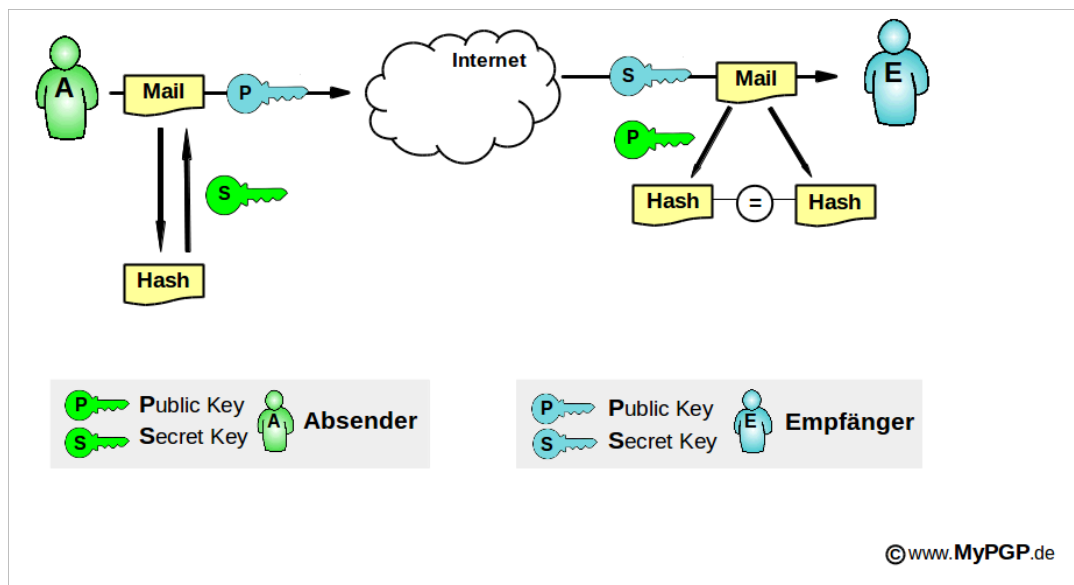 A
Mail
P
Internet
S
Mail
E
P
S
Hash
=
Hash
Hash
P Public Key
S Secret Key
A Absender
P Public Key
S Secret Key
E Empfänger
© www.MyPGP.de